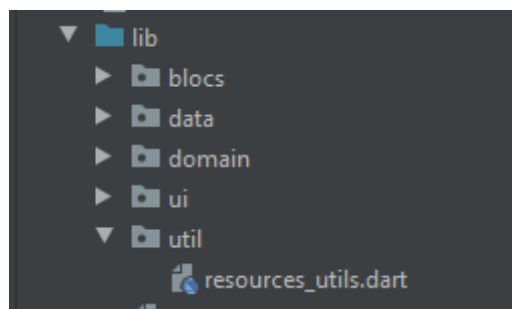 lib
blocs
data
domain
ui
util
resources_utils.dart